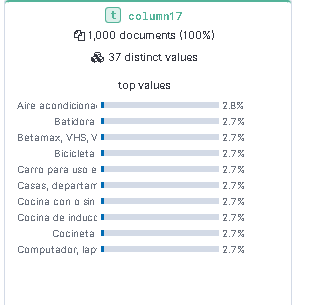 t column17
1,000 documents (100%)
37 distinct values
top values
Aire acondiciona 2.8%
Batidora 2.7%
Betamax, VHS, V 2.7%
Bicicleta 2.7%
Carro para uso e 2.7%
Casas, departam 2.7%
Cocina con o sin 2.7%
Cocina de inducc 2.7%
Cocineta 2.7%
Computador, lap 2.7%